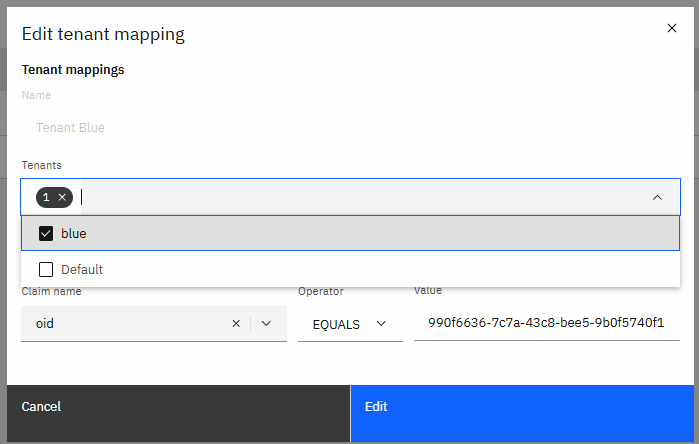 Edit tenant mapping
Tenant mappings
Name
Tenant Blue
Tenants
1
blue
Default
Claim name Operator Value
oid EQUALS 990f6636-7c7a-43c8-bee5-9b0f5740f1
Cancel Edit